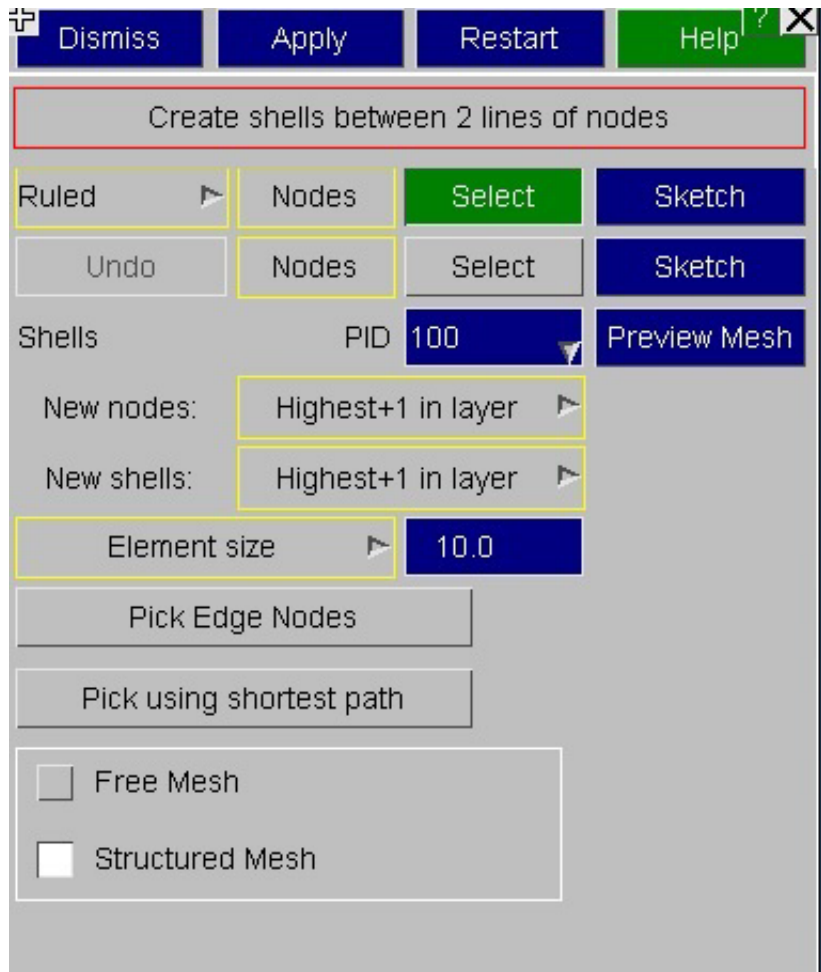 Dismiss Apply Restart Help ? X
Create shells between 2 lines of nodes
Ruled Nodes Select Sketch
Undo Nodes Select Sketch
Shells PID 100 Preview Mesh
New nodes: Highest+1 in layer
New shells: Highest+1 in layer
Element size 10.0
Pick Edge Nodes
Pick using shortest path
Free Mesh
Structured Mesh